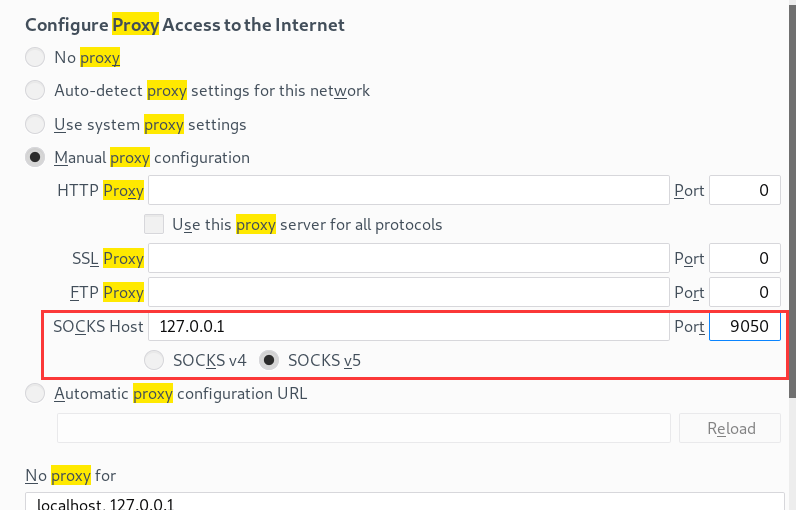 Configure Proxy Access to the Internet
No proxy
Auto-detect proxy settings for this network
Use system proxy settings
Manual proxy configuration
HTTP Proxy Port 0
Use this proxy server for all protocols
SSL Proxy Port 0
FTP Proxy Port 0
SOCKS Host 127.0.0.1 Port 9050
SOCKS v4 SOCKS v5
Automatic proxy configuration URL
Reload
No proxy for
localhost, 127.0.0.1